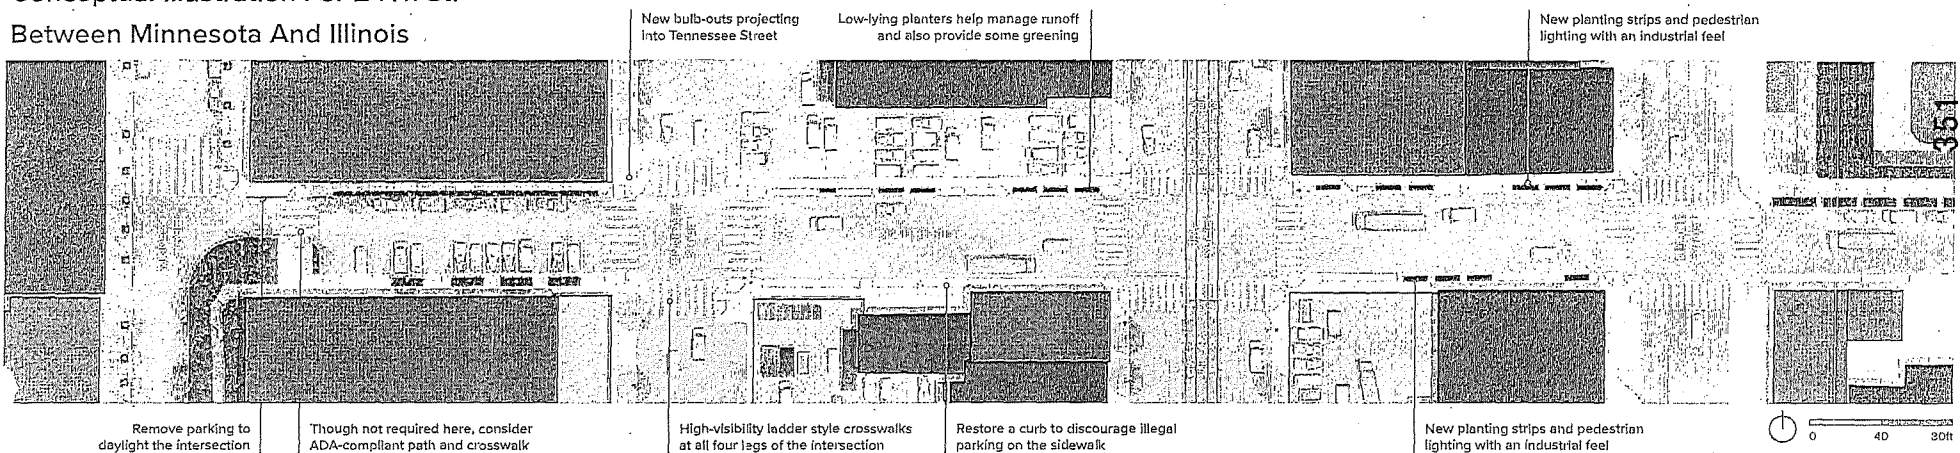 Between Minnesota And Illinois
New bulb-outs projecting
into Tennessee Street
Low-lying planters help manage runoff
and also provide some greening
New planting strips and pedestrian
lighting with an industrial feel
351
Remove parking to
daylight the intersection
Though not required here, consider
ADA-compliant path and crosswalk
High-visibility ladder style crosswalks
at all four legs of the intersection
Restore a curb to discourage illegal
parking on the sidewalk
New planting strips and pedestrian
lighting with an industrial feel
0 40 80ft